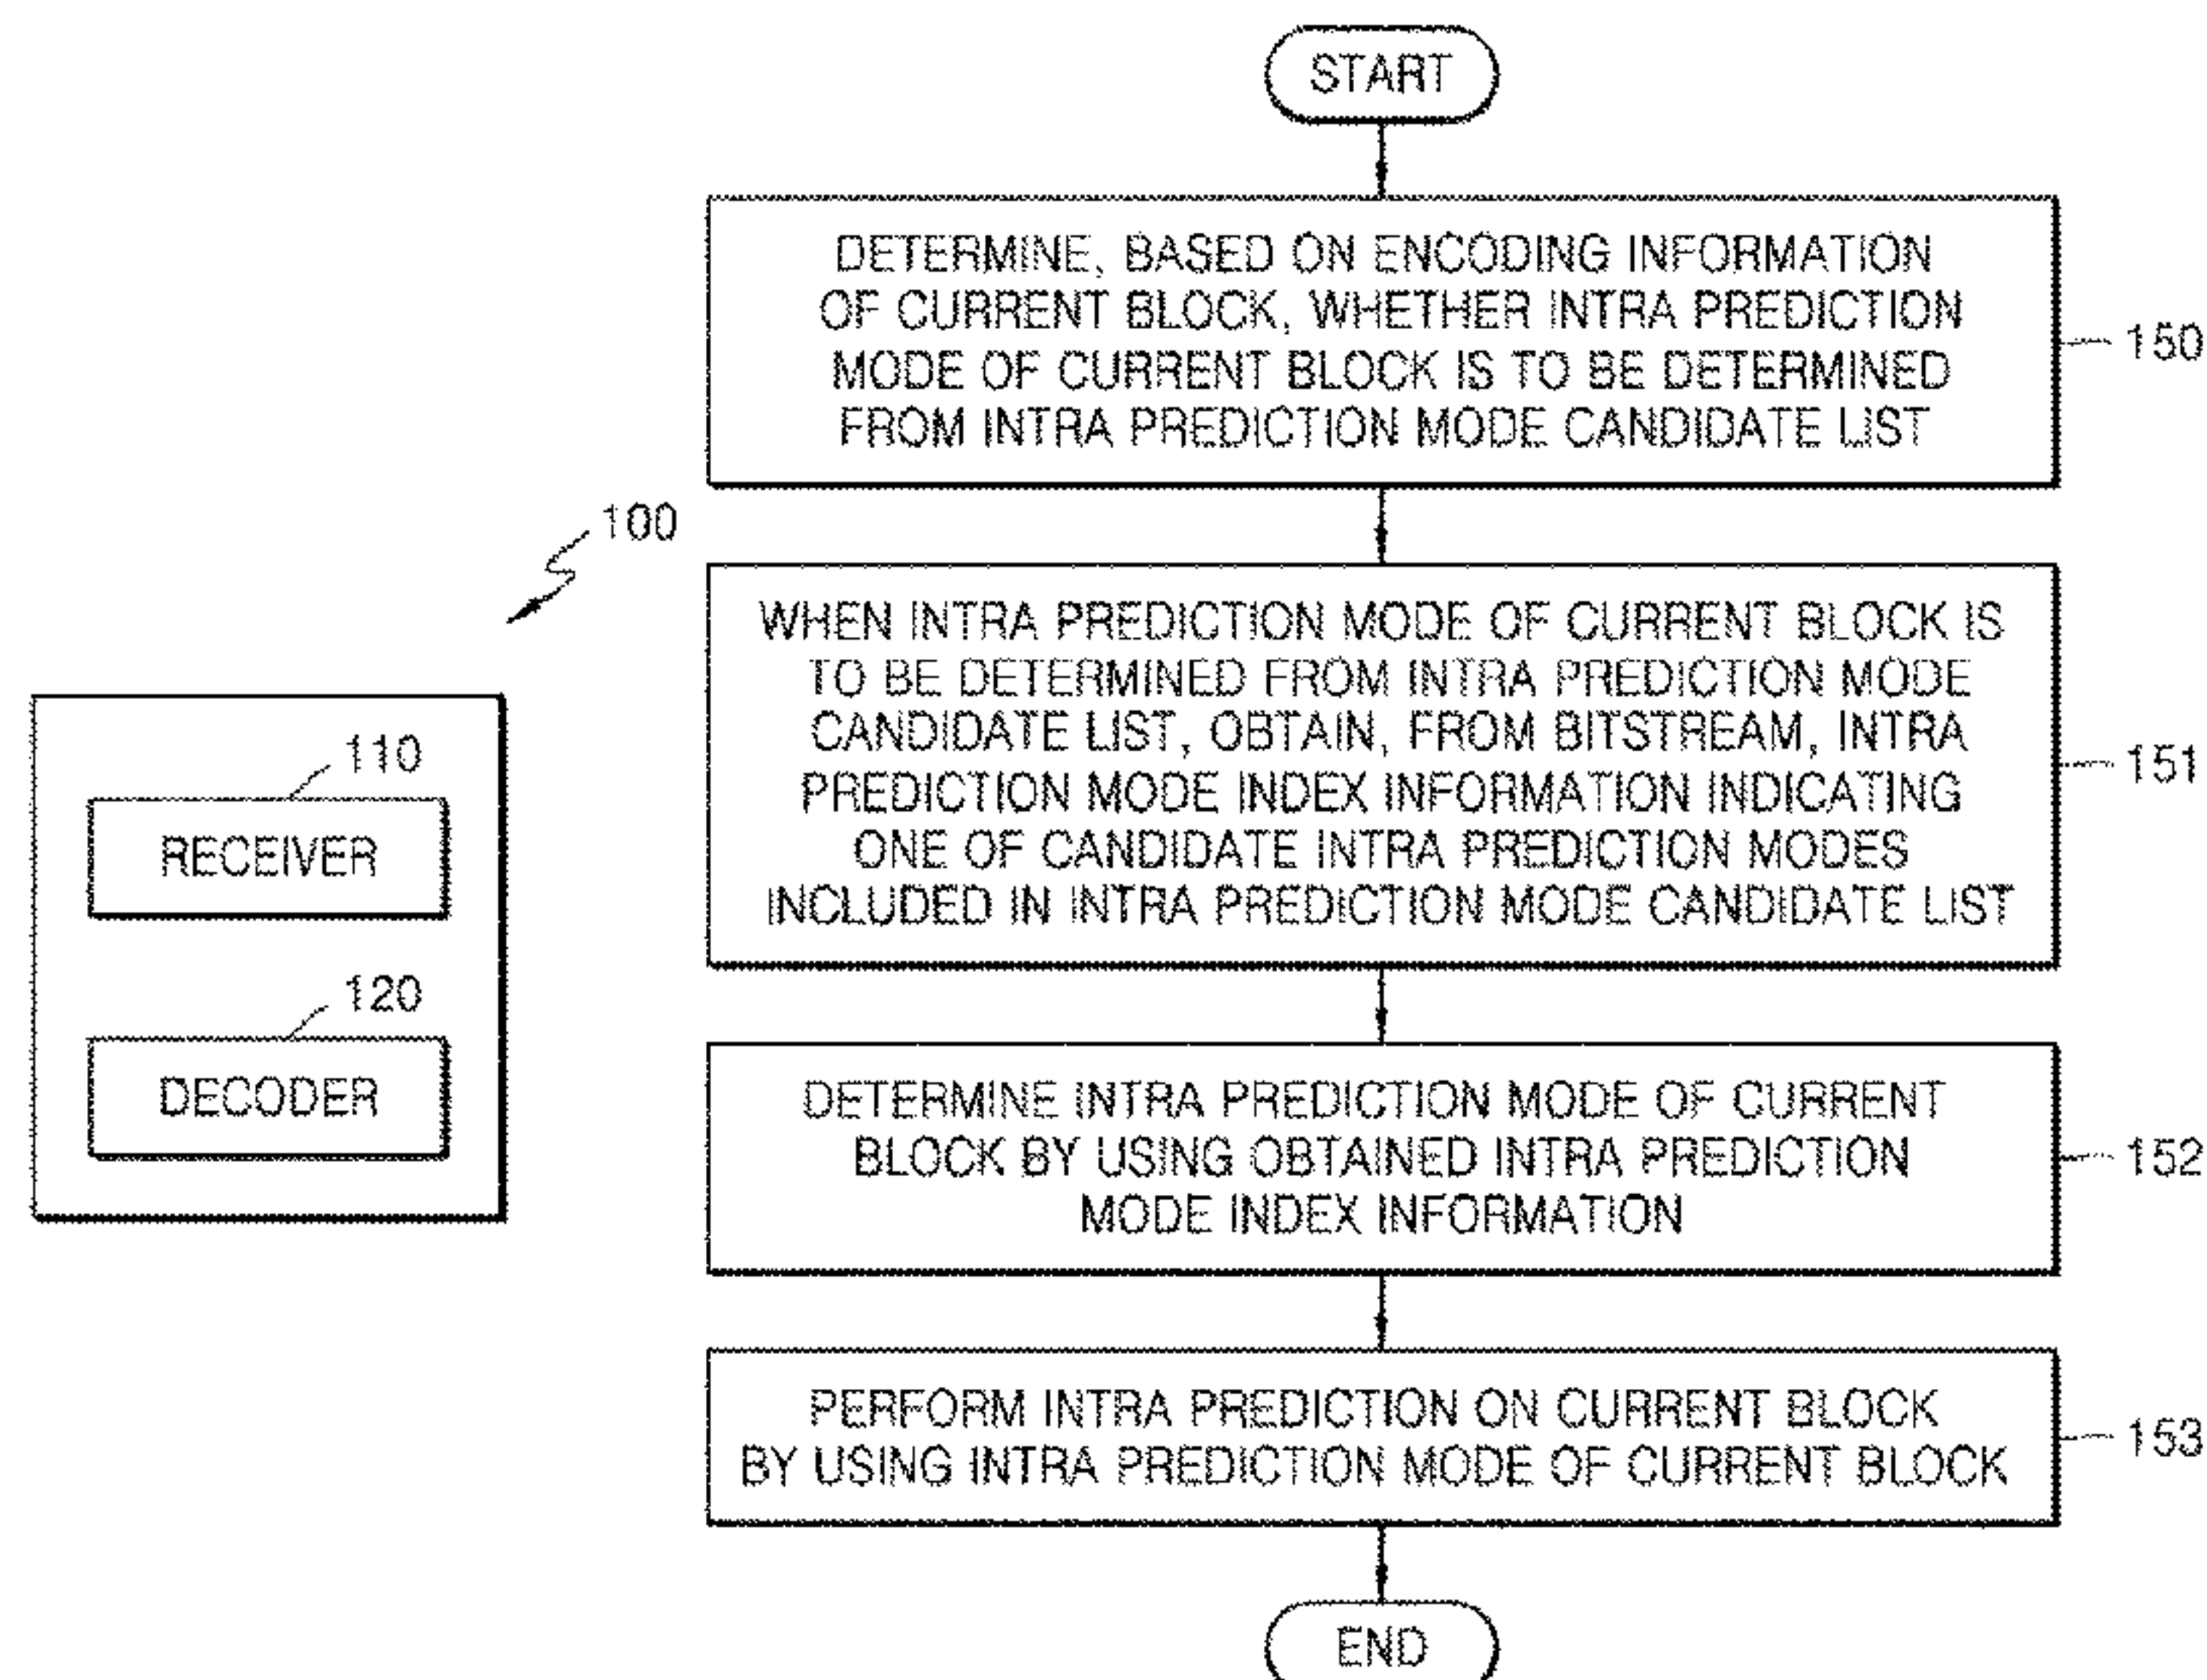 100
110
RECEIVER
120
DECODER
START
DETERMINE, BASED ON ENCODING INFORMATION
OF CURRENT BLOCK, WHETHER INTRA PREDICTION
MODE OF CURRENT BLOCK IS TO BE DETERMINED
FROM INTRA PREDICTION MODE CANDIDATE LIST
150
WHEN INTRA PREDICTION MODE OF CURRENT BLOCK IS
TO BE DETERMINED FROM INTRA PREDICTION MODE
CANDIDATE LIST, OBTAIN, FROM BITSTREAM, INTRA
PREDICTION MODE INDEX INFORMATION INDICATING
ONE OF CANDIDATE INTRA PREDICTION MODES
INCLUDED IN INTRA PREDICTION MODE CANDIDATE LIST
151
DETERMINE INTRA PREDICTION MODE OF CURRENT
BLOCK BY USING OBTAINED INTRA PREDICTION
MODE INDEX INFORMATION
152
PERFORM INTRA PREDICTION ON CURRENT BLOCK
BY USING INTRA PREDICTION MODE OF CURRENT BLOCK
153
END